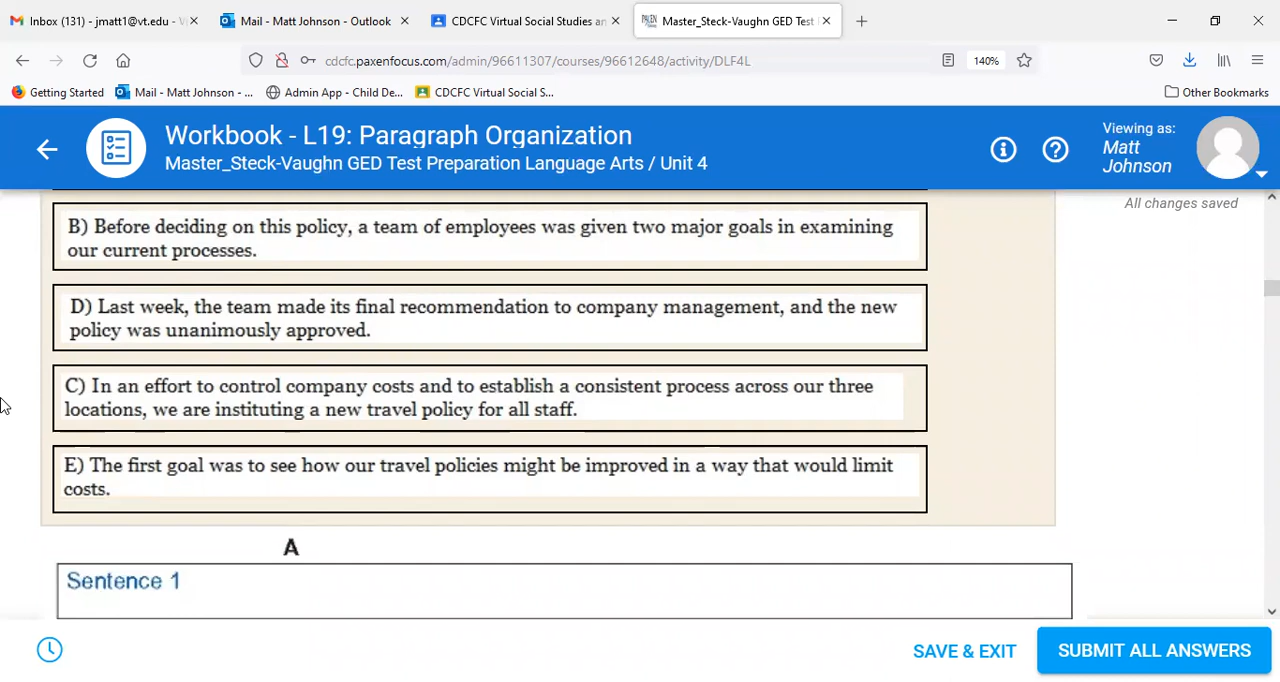 Inbox (131) - jmatt1@vt.edu - Vi
Mail - Matt Johnson - Outlook
CDCFC Virtual Social Studies an
PAXEN
Master_Steck-Vaughn GED Test
cdcfc.paxenfocus.com/admin/96611307/courses/96612648/activity/DLF4L
140%
Getting Started
Mail - Matt Johnson - ...
Admin App - Child De...
CDCFC Virtual Social S...
Other Bookmarks
Workbook - L19: Paragraph Organization
Master_Steck-Vaughn GED Test Preparation Language Arts / Unit 4
Viewing as:
Matt
Johnson
All changes saved
B) Before deciding on this policy, a team of employees was given two major goals in examining
our current processes.
D) Last week, the team made its final recommendation to company management, and the new
policy was unanimously approved.
C) In an effort to control company costs and to establish a consistent process across our three
locations, we are instituting a new travel policy for all staff.
E) The first goal was to see how our travel policies might be improved in a way that would limit
costs.
A
Sentence 1
SAVE & EXIT
SUBMIT ALL ANSWERS